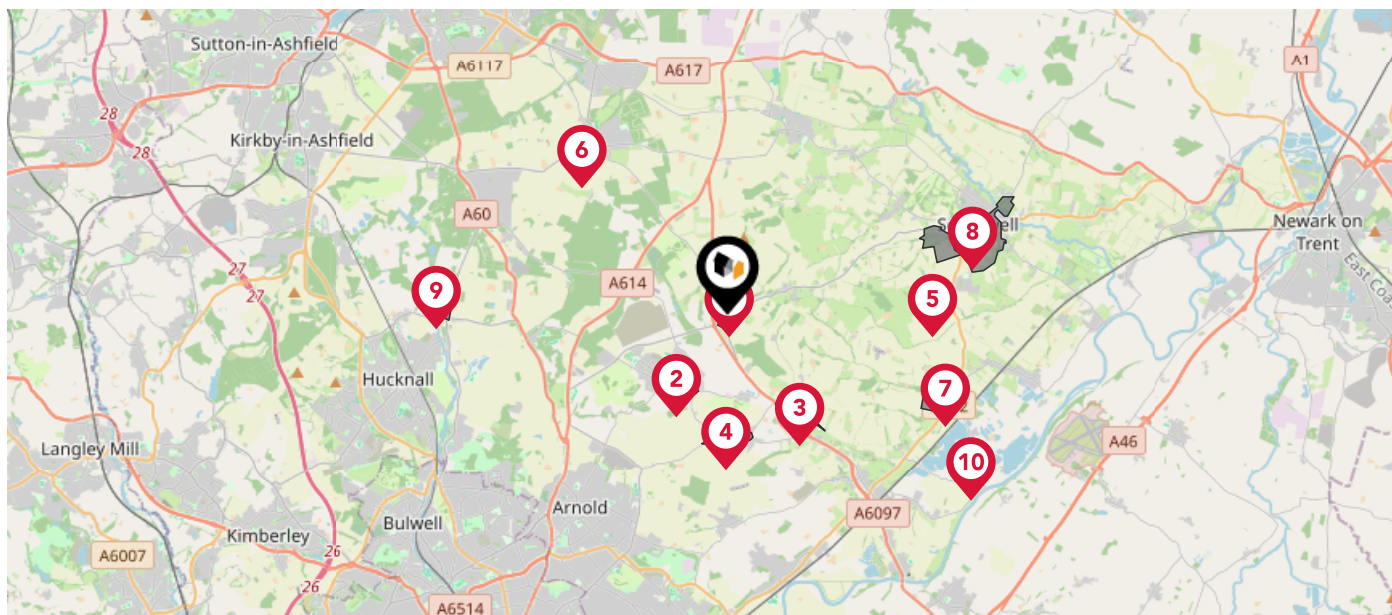 Sutton-in-Ashfield
A6117
A617
A1
28
28
Kirkby-in-Ashfield
6
A60
8
Newark on
Trent
27
27
A614
9
5
East
2
Hucknall
7
3
4
A46
Langley Mill
10
Arnold
A6097
Bulwell
Kimberley
A6007
26
26
A6514